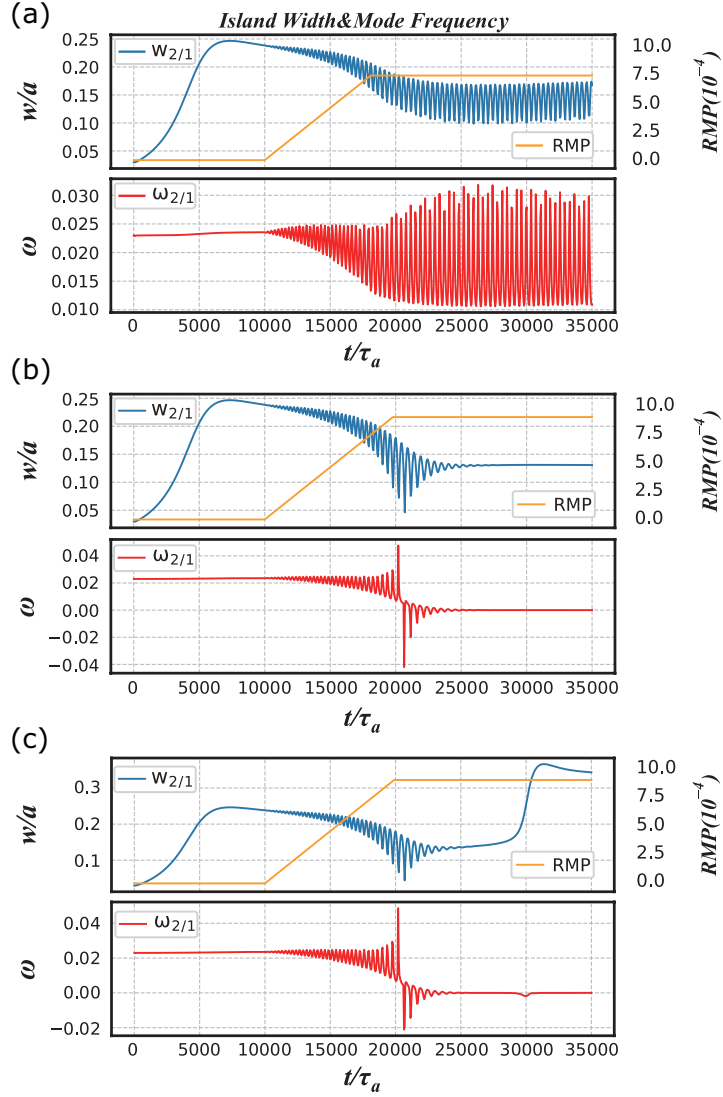 (a)
Island Width&Mode Frequency
0.25
0.20
0.15
0.10
0.05
w/a
w2/1
RMP
10.0
7.5
5.0
2.5
0.0
RMP(10⁻⁴)
0.030
0.025
0.020
0.015
0.010
ω
ω2/1
0 5000 10000 15000 20000 25000 30000 35000
t/τa
(b)
0.25
0.20
0.15
0.10
0.05
w/a
w2/1
RMP
10.0
7.5
5.0
2.5
0.0
RMP(10⁻⁴)
0.04
0.02
0.00
−0.02
−0.04
ω
ω2/1
0 5000 10000 15000 20000 25000 30000 35000
t/τa
(c)
0.3
0.2
0.1
w/a
w2/1
RMP
10.0
7.5
5.0
2.5
0.0
RMP(10⁻⁴)
0.04
0.02
0.00
−0.02
ω
ω2/1
0 5000 10000 15000 20000 25000 30000 35000
t/τa